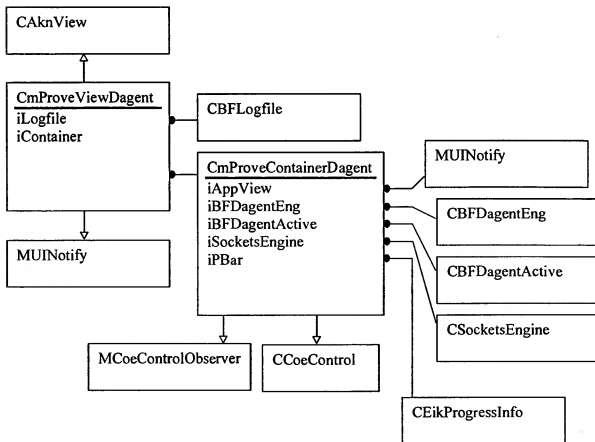 CAknView
CmProveViewDagent
iLogfile
iContainer
CBFLogfile
CmProveContainerDagent
iAppView
iBFDagentEng
iBFDagentActive
iSocketsEngine
iPBar
MUINotify
CBFDagentEng
CBFDagentActive
CSocketsEngine
MUINotify
MCoeControlObserver
CCoeControl
CEikProgressInfo